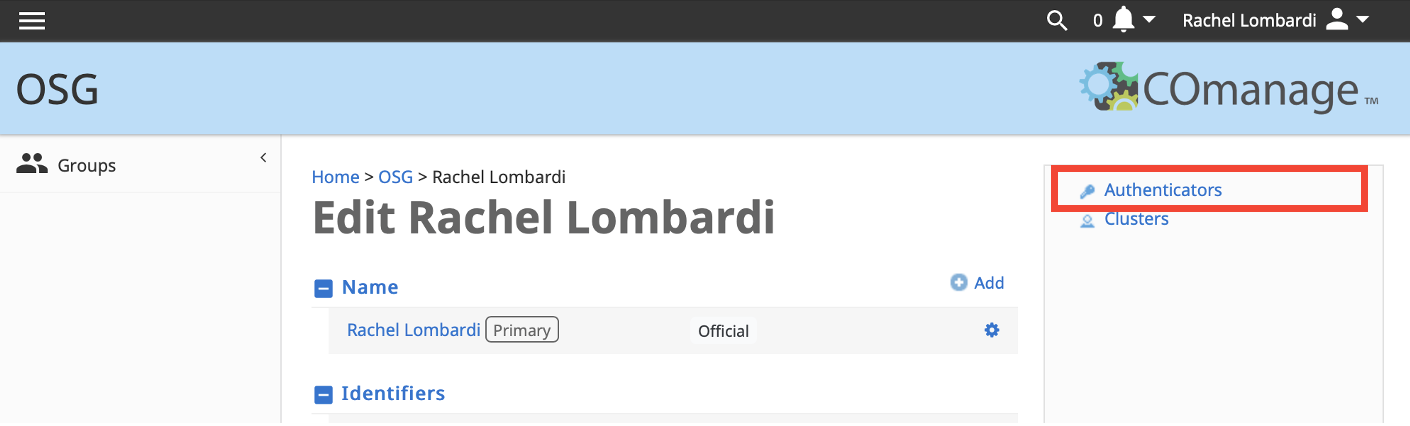 0 Rachel Lombardi
OSG
COmanage TM
Groups
Home > OSG > Rachel Lombardi
Edit Rachel Lombardi
Name
Add
Rachel Lombardi Primary Official
Identifiers
Authenticators
Clusters